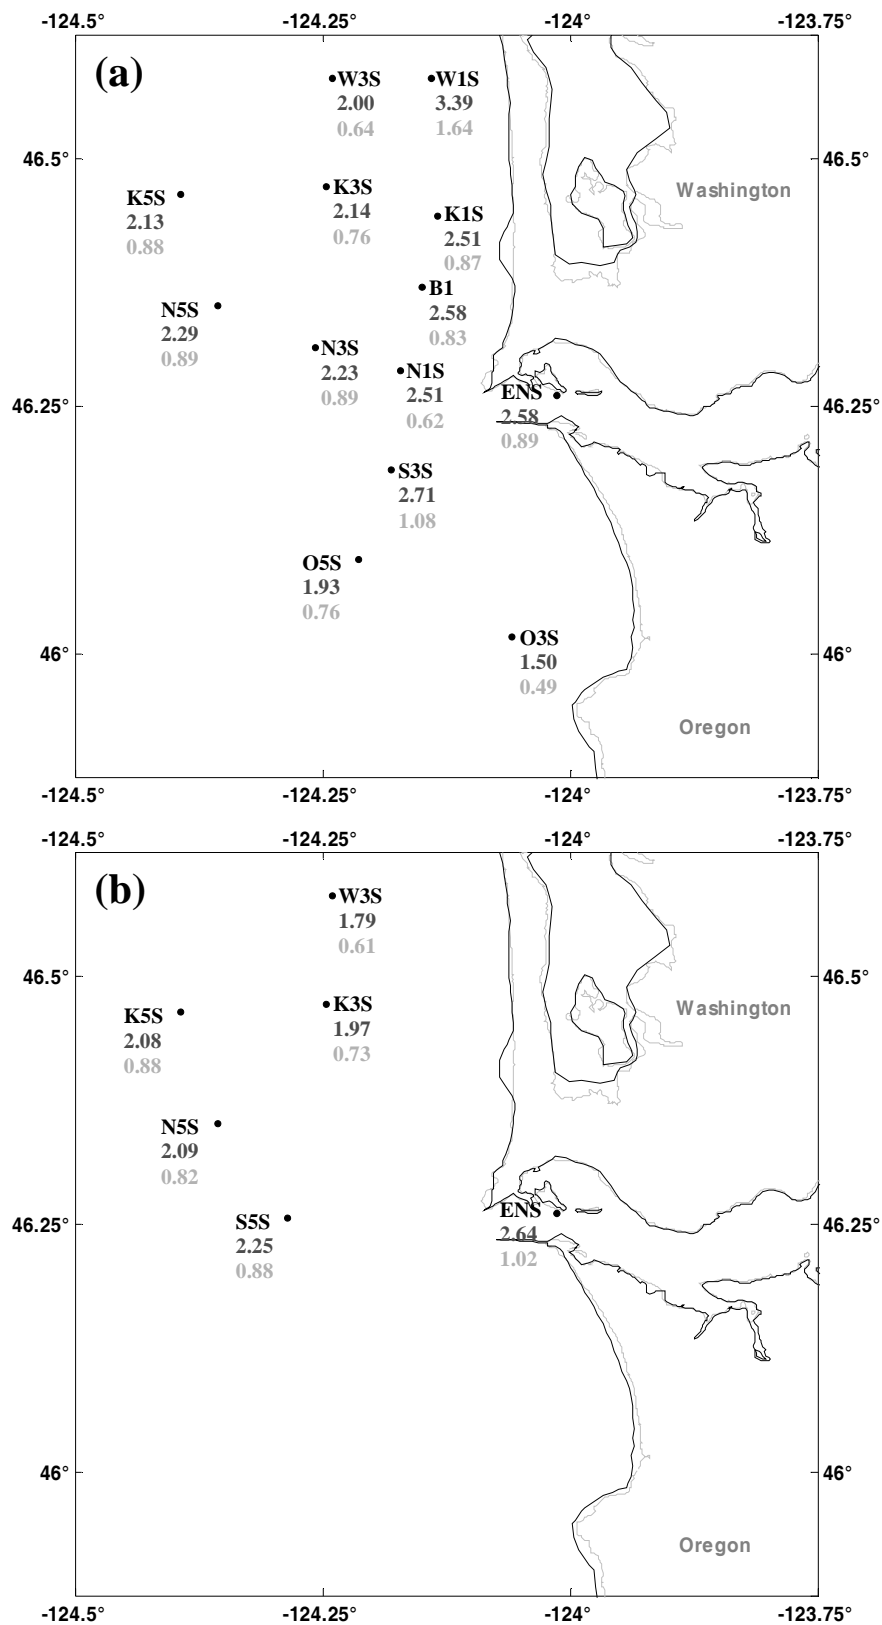 -124.5° -124.25° -124° -123.75°
(a)
W3S
2.00
0.64
W1S
3.39
1.64
46.5° 46.5°
Washington
K5S
2.13
0.88
K3S
2.14
0.76
K1S
2.51
0.87
B1
2.58
0.83
N5S
2.29
0.89
N3S
2.23
0.89
N1S
2.51
0.62
ENS
2.58
0.89
46.25° 46.25°
S3S
2.71
1.08
O5S
1.93
0.76
O3S
1.50
0.49
46° 46°
Oregon
-124.5° -124.25° -124° -123.75°
-124.5° -124.25° -124° -123.75°
(b)
W3S
1.79
0.61
46.5° 46.5°
Washington
K5S
2.08
0.88
K3S
1.97
0.73
N5S
2.09
0.82
S5S
2.25
0.88
ENS
2.64
1.02
46.25° 46.25°
46° 46°
Oregon
-124.5° -124.25° -124° -123.75°